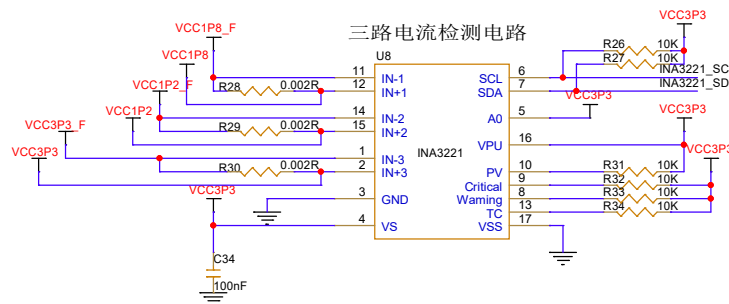 三路电流检测电路
VCC1P8_F
VCC1P8
VCC1P2_F
VCC1P2
VCC3P3_F
VCC3P3
VCC3P3
R28 0.002R
R29 0.002R
R30 0.002R
C34
100nF
U8
INA3221
11 IN-1
12 IN+1
14 IN-2
15 IN+2
1 IN-3
2 IN+3
3 GND
4 VS
SCL 6
SDA 7
A0 5
VPU 16
PV 10
Critical 9
Waming 8
TC 13
VSS 17
VCC3P3
R26 10K
R27 10K
INA3221_SC
INA3221_SD
VCC3P3
VCC3P3
VCC3P3
R31 10K
R32 10K
R33 10K
R34 10K